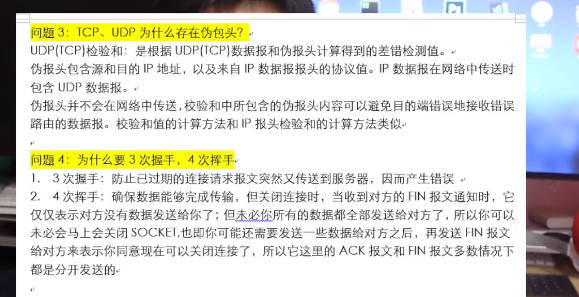 问题 3：TCP、UDP 为什么存在伪包头？
UDP(TCP)检验和：是根据 UDP(TCP)数据报和伪报头计算得到的差错检测值。
伪报头包含源和目的 IP 地址，以及来自 IP 数据报报头的协议值。IP 数据报在网络中传送时
包含 UDP 数据报。
伪报头并不会在网络中传送，校验和中所包含的伪报头内容可以避免目的端错误地接收错误
路由的数据报。校验和值的计算方法和 IP 报头检验和的计算方法类似
问题 4：为什么要 3 次握手，4 次挥手
1. 3 次握手：防止已过期的连接请求报文突然又传送到服务器，因而产生错误
2. 4 次挥手：确保数据能够完成传输，但关闭连接时，当收到对方的 FIN 报文通知时，它
仅仅表示对方没有数据发送给你了；但未必你所有的数据都全部发送给对方了，所以你可以
未必会马上会关闭 SOCKET,也即你可能还需要发送一些数据给对方之后，再发送 FIN 报文
给对方来表示你同意现在可以关闭连接了，所以它这里的 ACK 报文和 FIN 报文多数情况下
都是分开发送的